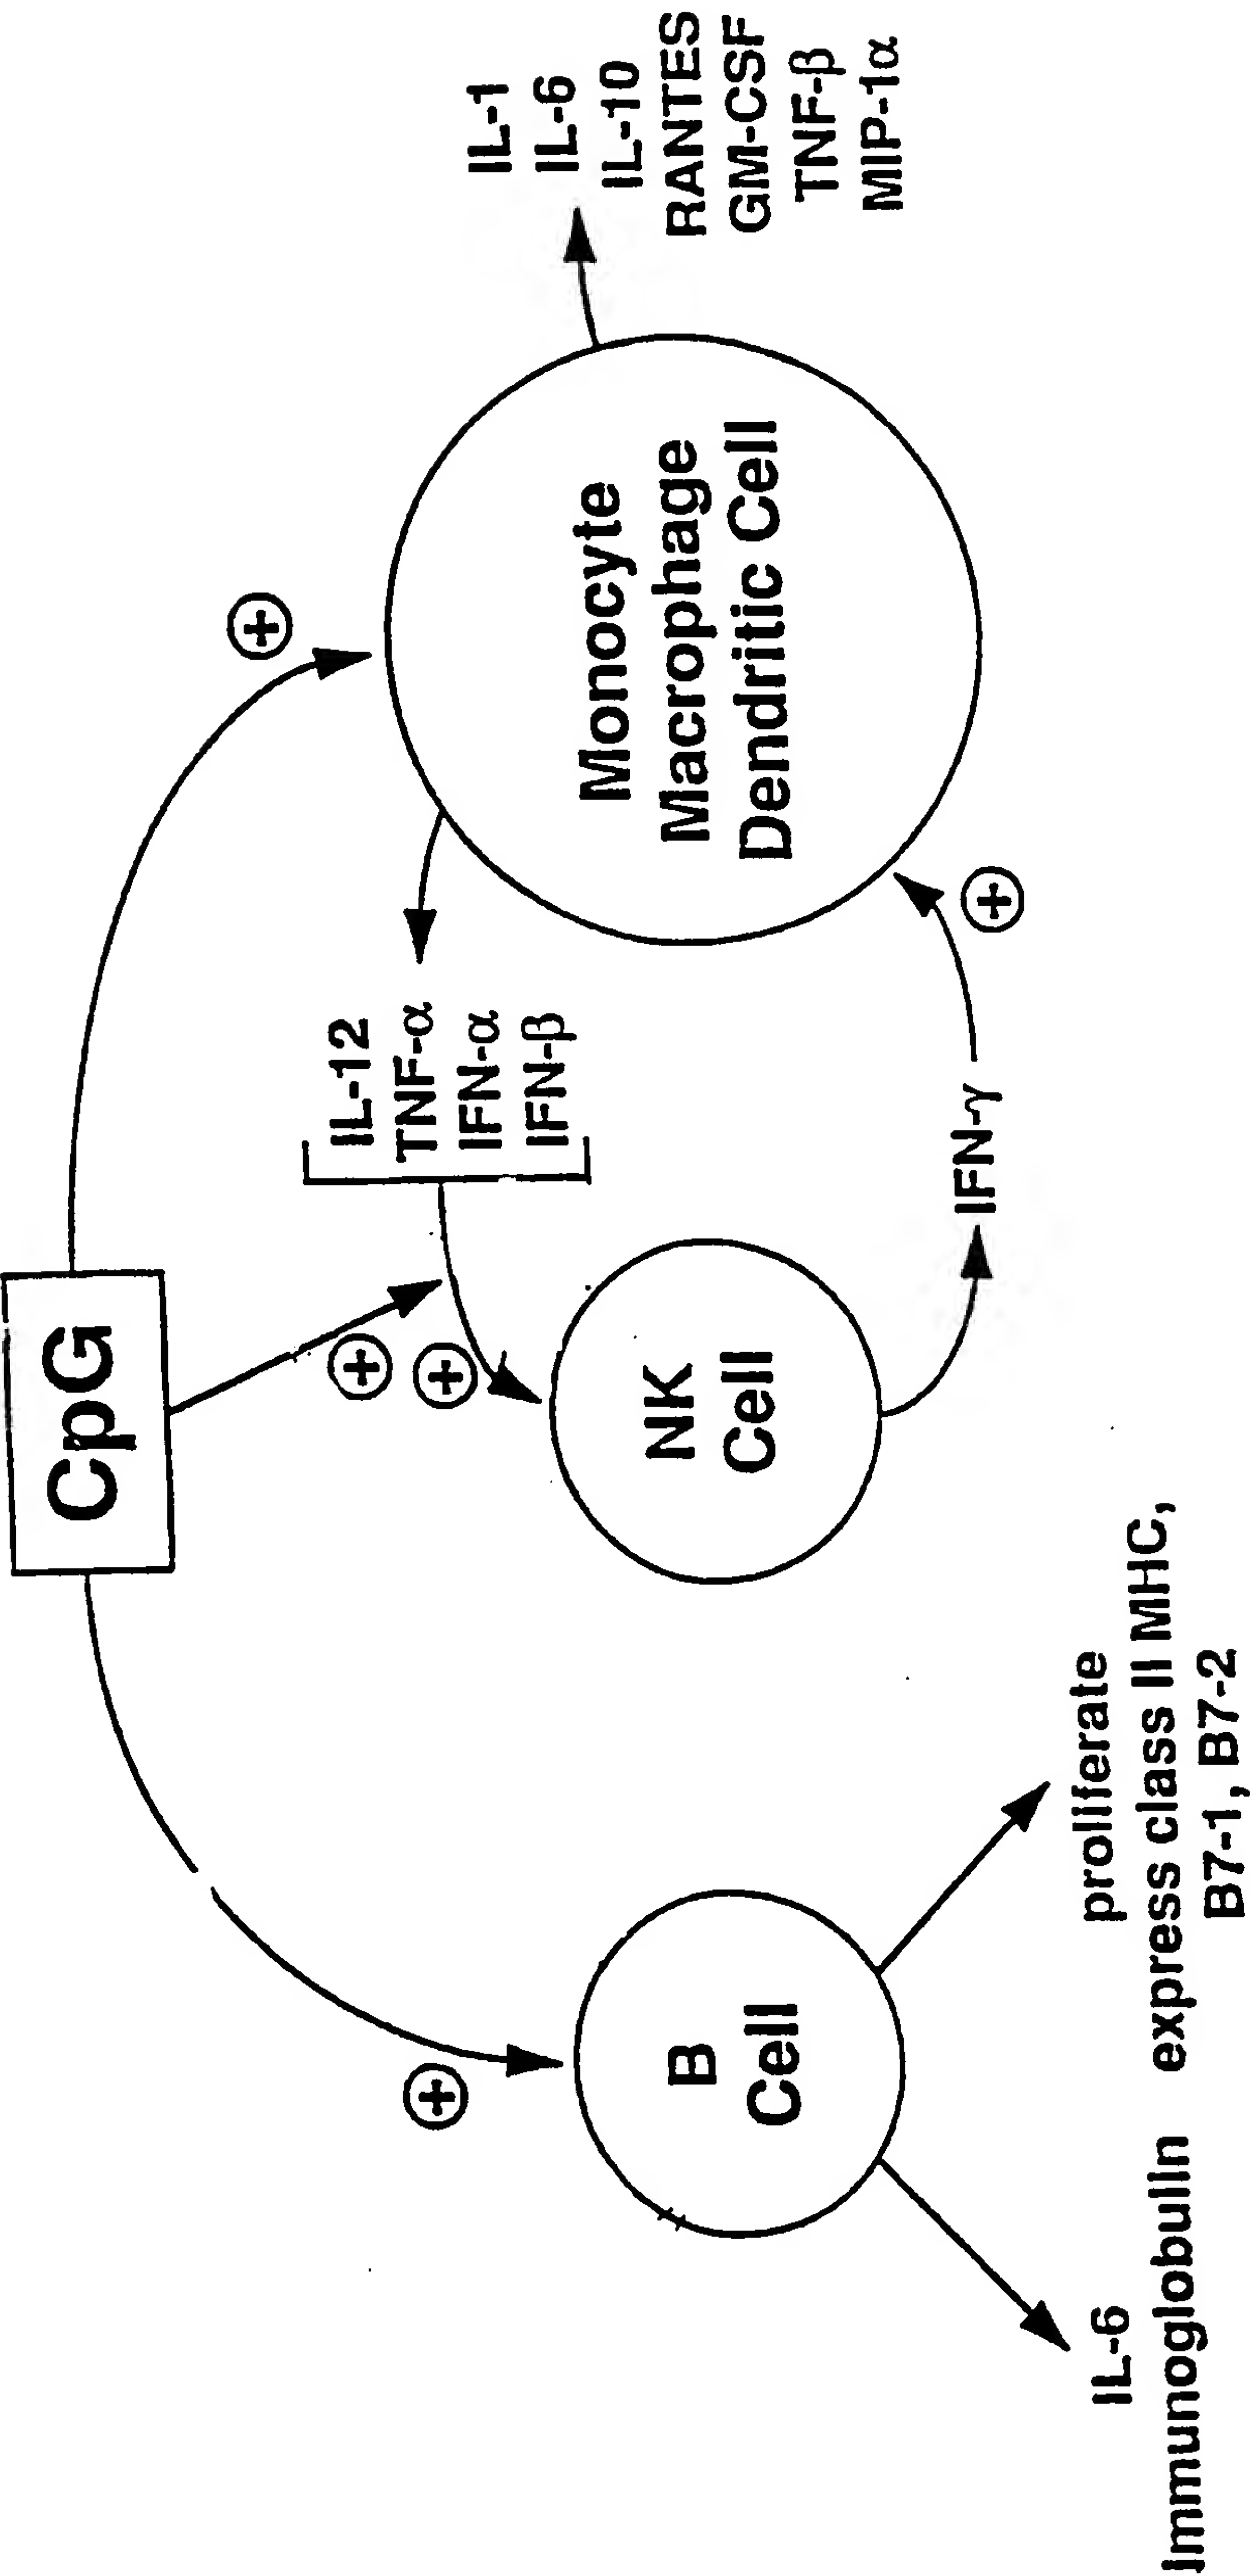 CpG
⊕
⊕
⊕
⊕
IL-12
TNF-α
IFN-α
IFN-β
IL-1
IL-6
IL-10
RANTES
GM-CSF
TNF-β
MIP-1α
B
Cell
NK
Cell
Monocyte
Macrophage
Dendritic Cell
IFN-γ
⊕
IL-6
immunoglobulin
proliferate
express class II MHC,
B7-1, B7-2